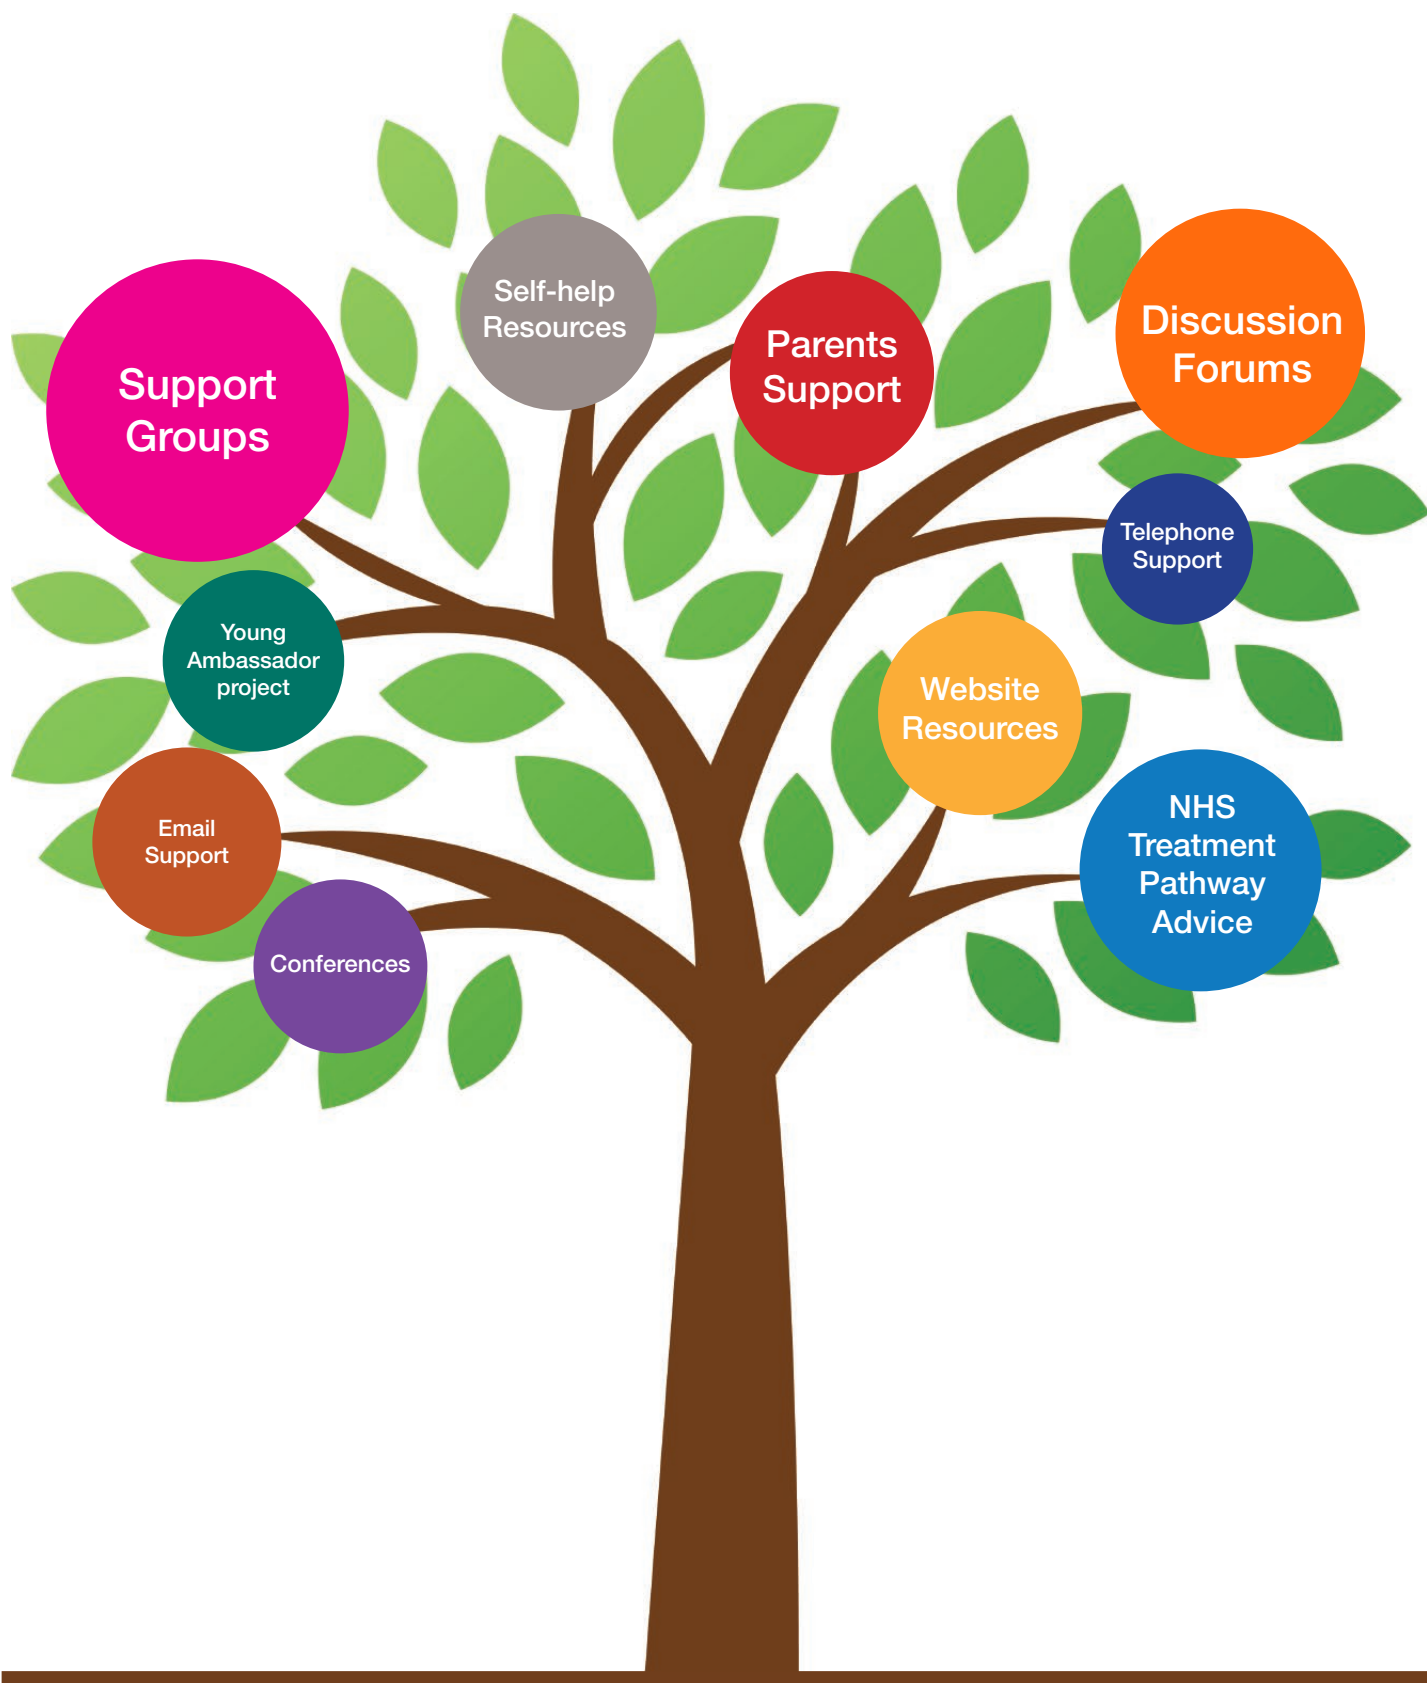 Self-help
Resources
Parents
Support
Discussion
Forums
Support
Groups
Telephone
Support
Young
Ambassador
project
Website
Resources
Email
Support
NHS
Treatment
Pathway
Advice
Conferences